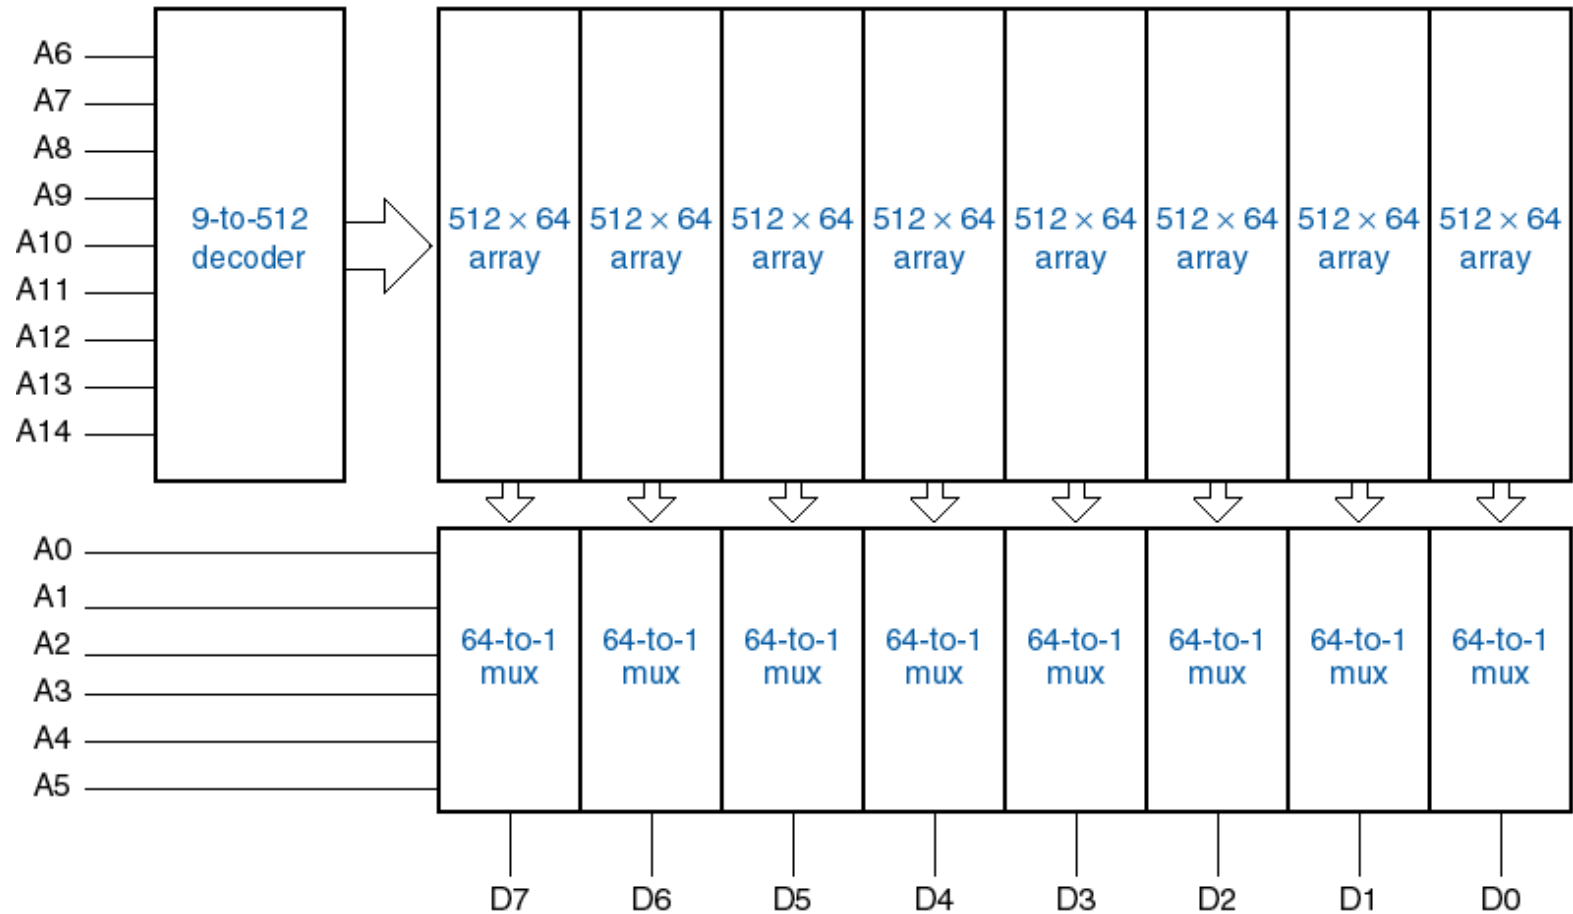 A6
A7
A8
A9
A10
A11
A12
A13
A14
9-to-512
decoder
512 × 64 512 × 64 512 × 64 512 × 64 512 × 64 512 × 64 512 × 64 512 × 64
array array array array array array array array
A0
A1
A2
A3
A4
A5
64-to-1 64-to-1 64-to-1 64-to-1 64-to-1 64-to-1 64-to-1 64-to-1
mux mux mux mux mux mux mux mux
D7 D6 D5 D4 D3 D2 D1 D0